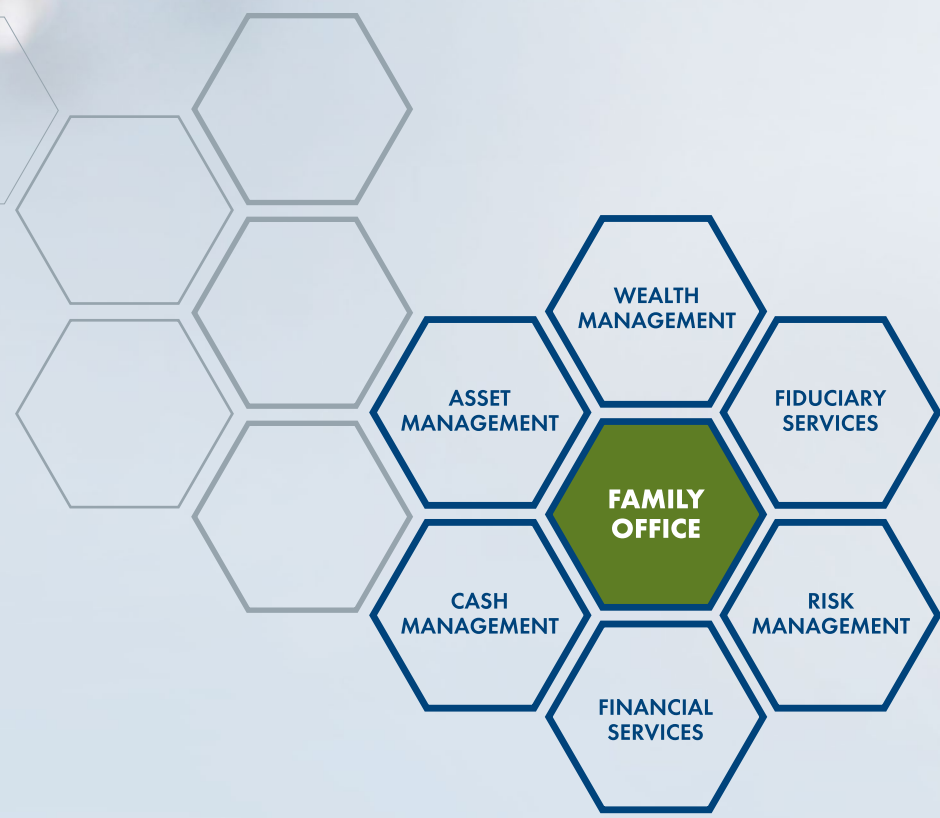 WEALTH
MANAGEMENT
ASSET
MANAGEMENT
FIDUCIARY
SERVICES
FAMILY
OFFICE
CASH
MANAGEMENT
RISK
MANAGEMENT
FINANCIAL
SERVICES